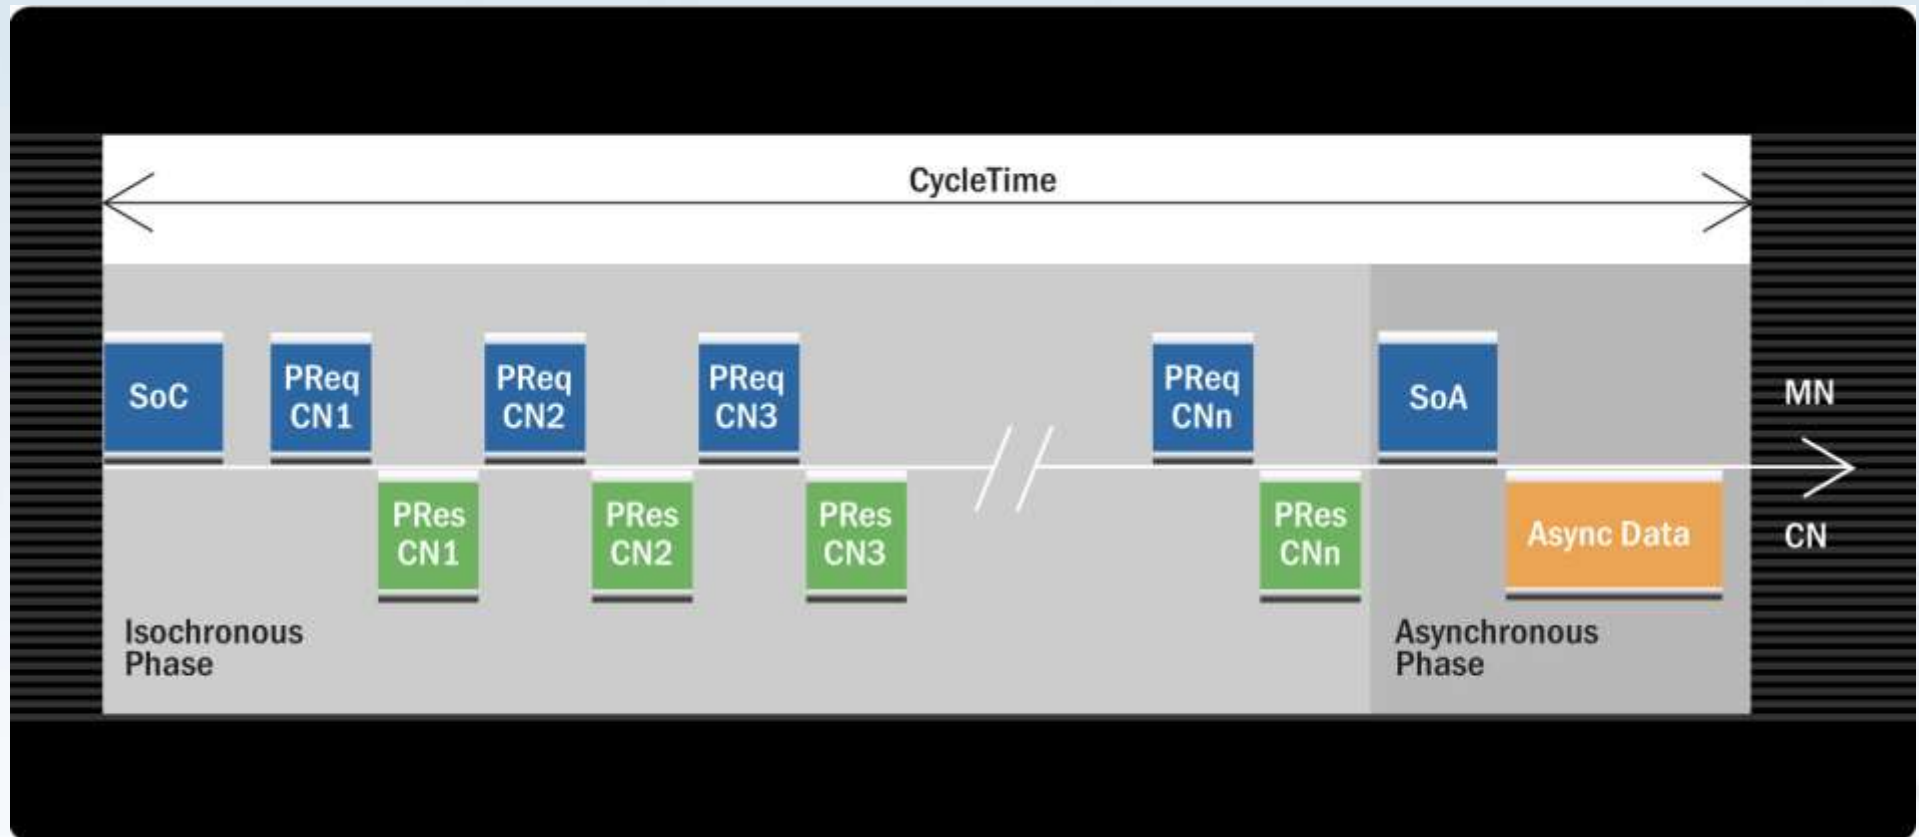 CycleTime
SoC
PReq
CN1
PReq
CN2
PReq
CN3
PReq
CNn
SoA
MN
PRes
CN1
PRes
CN2
PRes
CN3
PRes
CNn
Async Data
CN
Isochronous
Phase
Asynchronous
Phase